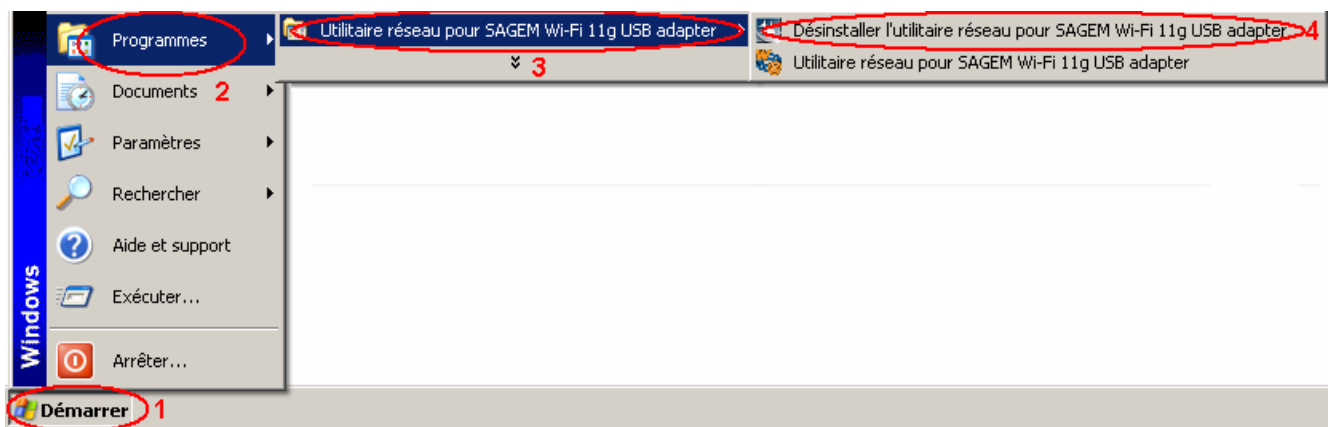 Programmes
Utilitaire réseau pour SAGEM Wi-Fi 11g USB adapter
Désinstaller l'utilitaire réseau pour SAGEM Wi-Fi 11g USB adapter
4
3
Utilitaire réseau pour SAGEM Wi-Fi 11g USB adapter
Documents
2
Paramètres
Rechercher
Aide et support
Exécuter...
Arrêter...
Windows
Démarrer
1